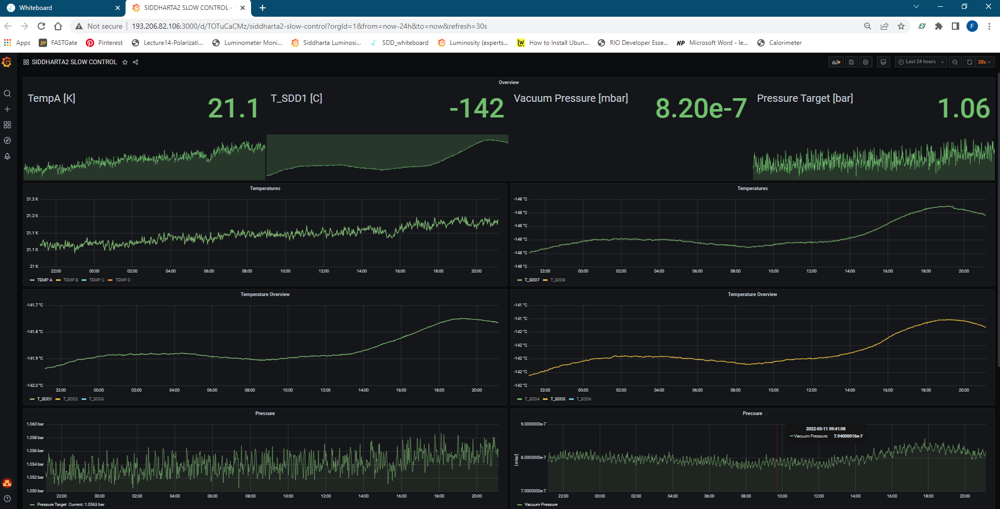 Whiteboard
SIDDHARTA2 SLOW CONTROL -
Not secure 193.206.82.106:3000/d/TOTuCaCMz/siddharta2-slow-control?orgId=1&from=now-24h&to=now&refresh=30s
F
Apps FASTGate Pinterest Lecture14-Polarizati... Luminometer Moni... Siddharta Luminosi... SDD_whiteboard Luminosity (experts... LW How to Install Ubun... RIO Developer Esse... NP Microsoft Word - le... Calorimeter
SIDDHARTA2 SLOW CONTROL
Last 24 hours 30s
Overview
TempA [K] 21.1 T_SDD1 [C] -142 Vacuum Pressure [mbar] 8.20e-7 Pressure Target [bar] 1.06
Temperatures
21.2 K
21.2 K
21.1 K
21.1 K
21 K
22:00 00:00 02:00 04:00 06:00 08:00 10:00 12:00 14:00 16:00 18:00 20:00
TEMP A TEMP B TEMP C TEMP D
Temperatures
-148 °C
-148 °C
-148 °C
-148 °C
-148 °C
-148 °C
22:00 00:00 02:00 04:00 06:00 08:00 10:00 12:00 14:00 16:00 18:00 20:00
T_SDD7 T_SDD8
Temperature Overview
-141.7 °C
-141.8 °C
-141.9 °C
-142.0 °C
22:00 00:00 02:00 04:00 06:00 08:00 10:00 12:00 14:00 16:00 18:00 20:00
T_SDD1 T_SDD2 T_SDD3
Temperature Overview
-141 °C
-141 °C
-142 °C
-142 °C
-142 °C
-142 °C
-142 °C
22:00 00:00 02:00 04:00 06:00 08:00 10:00 12:00 14:00 16:00 18:00 20:00
T_SDD4 T_SDD5 T_SDD6
Pressure
1.060 bar
1.058 bar
1.056 bar
1.054 bar
1.052 bar
1.050 bar
22:00 00:00 02:00 04:00 06:00 08:00 10:00 12:00 14:00 16:00 18:00 20:00
Pressure Target Current: 1.0563 bar
Pressure
[mbar]
9.0000000e-7
8.0000000e-7
7.0000000e-7
2022-05-11 09:41:08
Vacuum Pressure: 7.94000016e-7
22:00 00:00 02:00 04:00 06:00 08:00 10:00 12:00 14:00 16:00 18:00 20:00
Vacuum Pressure